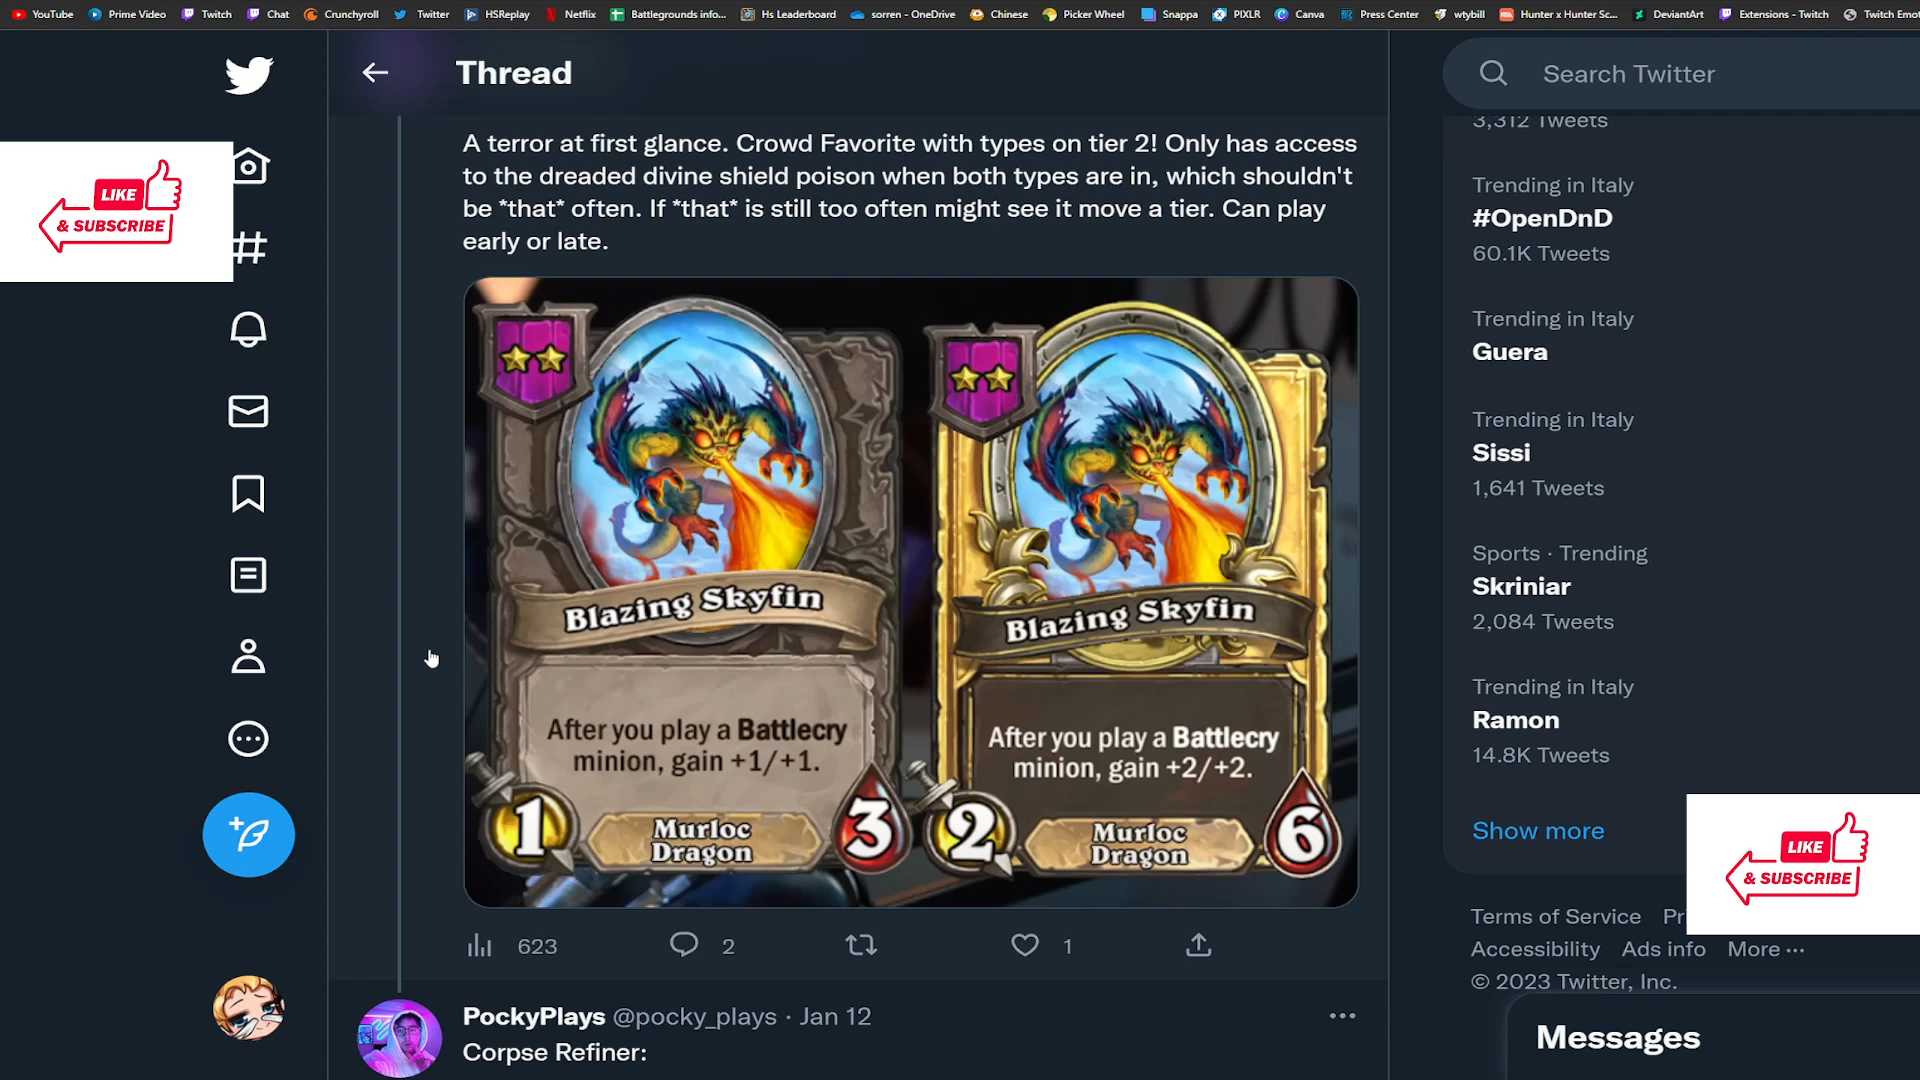 YouTube Prime Video Twitch Chat Crunchyroll Twitter HSReplay Netflix Battlegrounds info... Hs Leaderboard sorren - OneDrive Chinese Picker Wheel Snappa PIXLR Canva Press Center wtybill Hunter x Hunter Sc... DeviantArt Extensions - Twitch Twitch Emot
Thread
Search Twitter
A terror at first glance. Crowd Favorite with types on tier 2! Only has access
to the dreaded divine shield poison when both types are in, which shouldn't
be *that* often. If *that* is still too often might see it move a tier. Can play
early or late.
LIKE
& SUBSCRIBE
Blazing Skyfin
After you play a Battlecry
minion, gain +1/+1.
1
Murloc
Dragon
3
Blazing Skyfin
After you play a Battlecry
minion, gain +2/+2.
2
Murloc
Dragon
6
623 2 1
PockyPlays @pocky_plays · Jan 12
Corpse Refiner:
3,312 Tweets
Trending in Italy
#OpenDnD
60.1K Tweets
Trending in Italy
Guera
Trending in Italy
Sissi
1,641 Tweets
Sports · Trending
Skriniar
2,084 Tweets
Trending in Italy
Ramon
14.8K Tweets
Show more
LIKE
& SUBSCRIBE
Terms of Service Pri
Accessibility Ads info More ···
© 2023 Twitter, Inc.
Messages